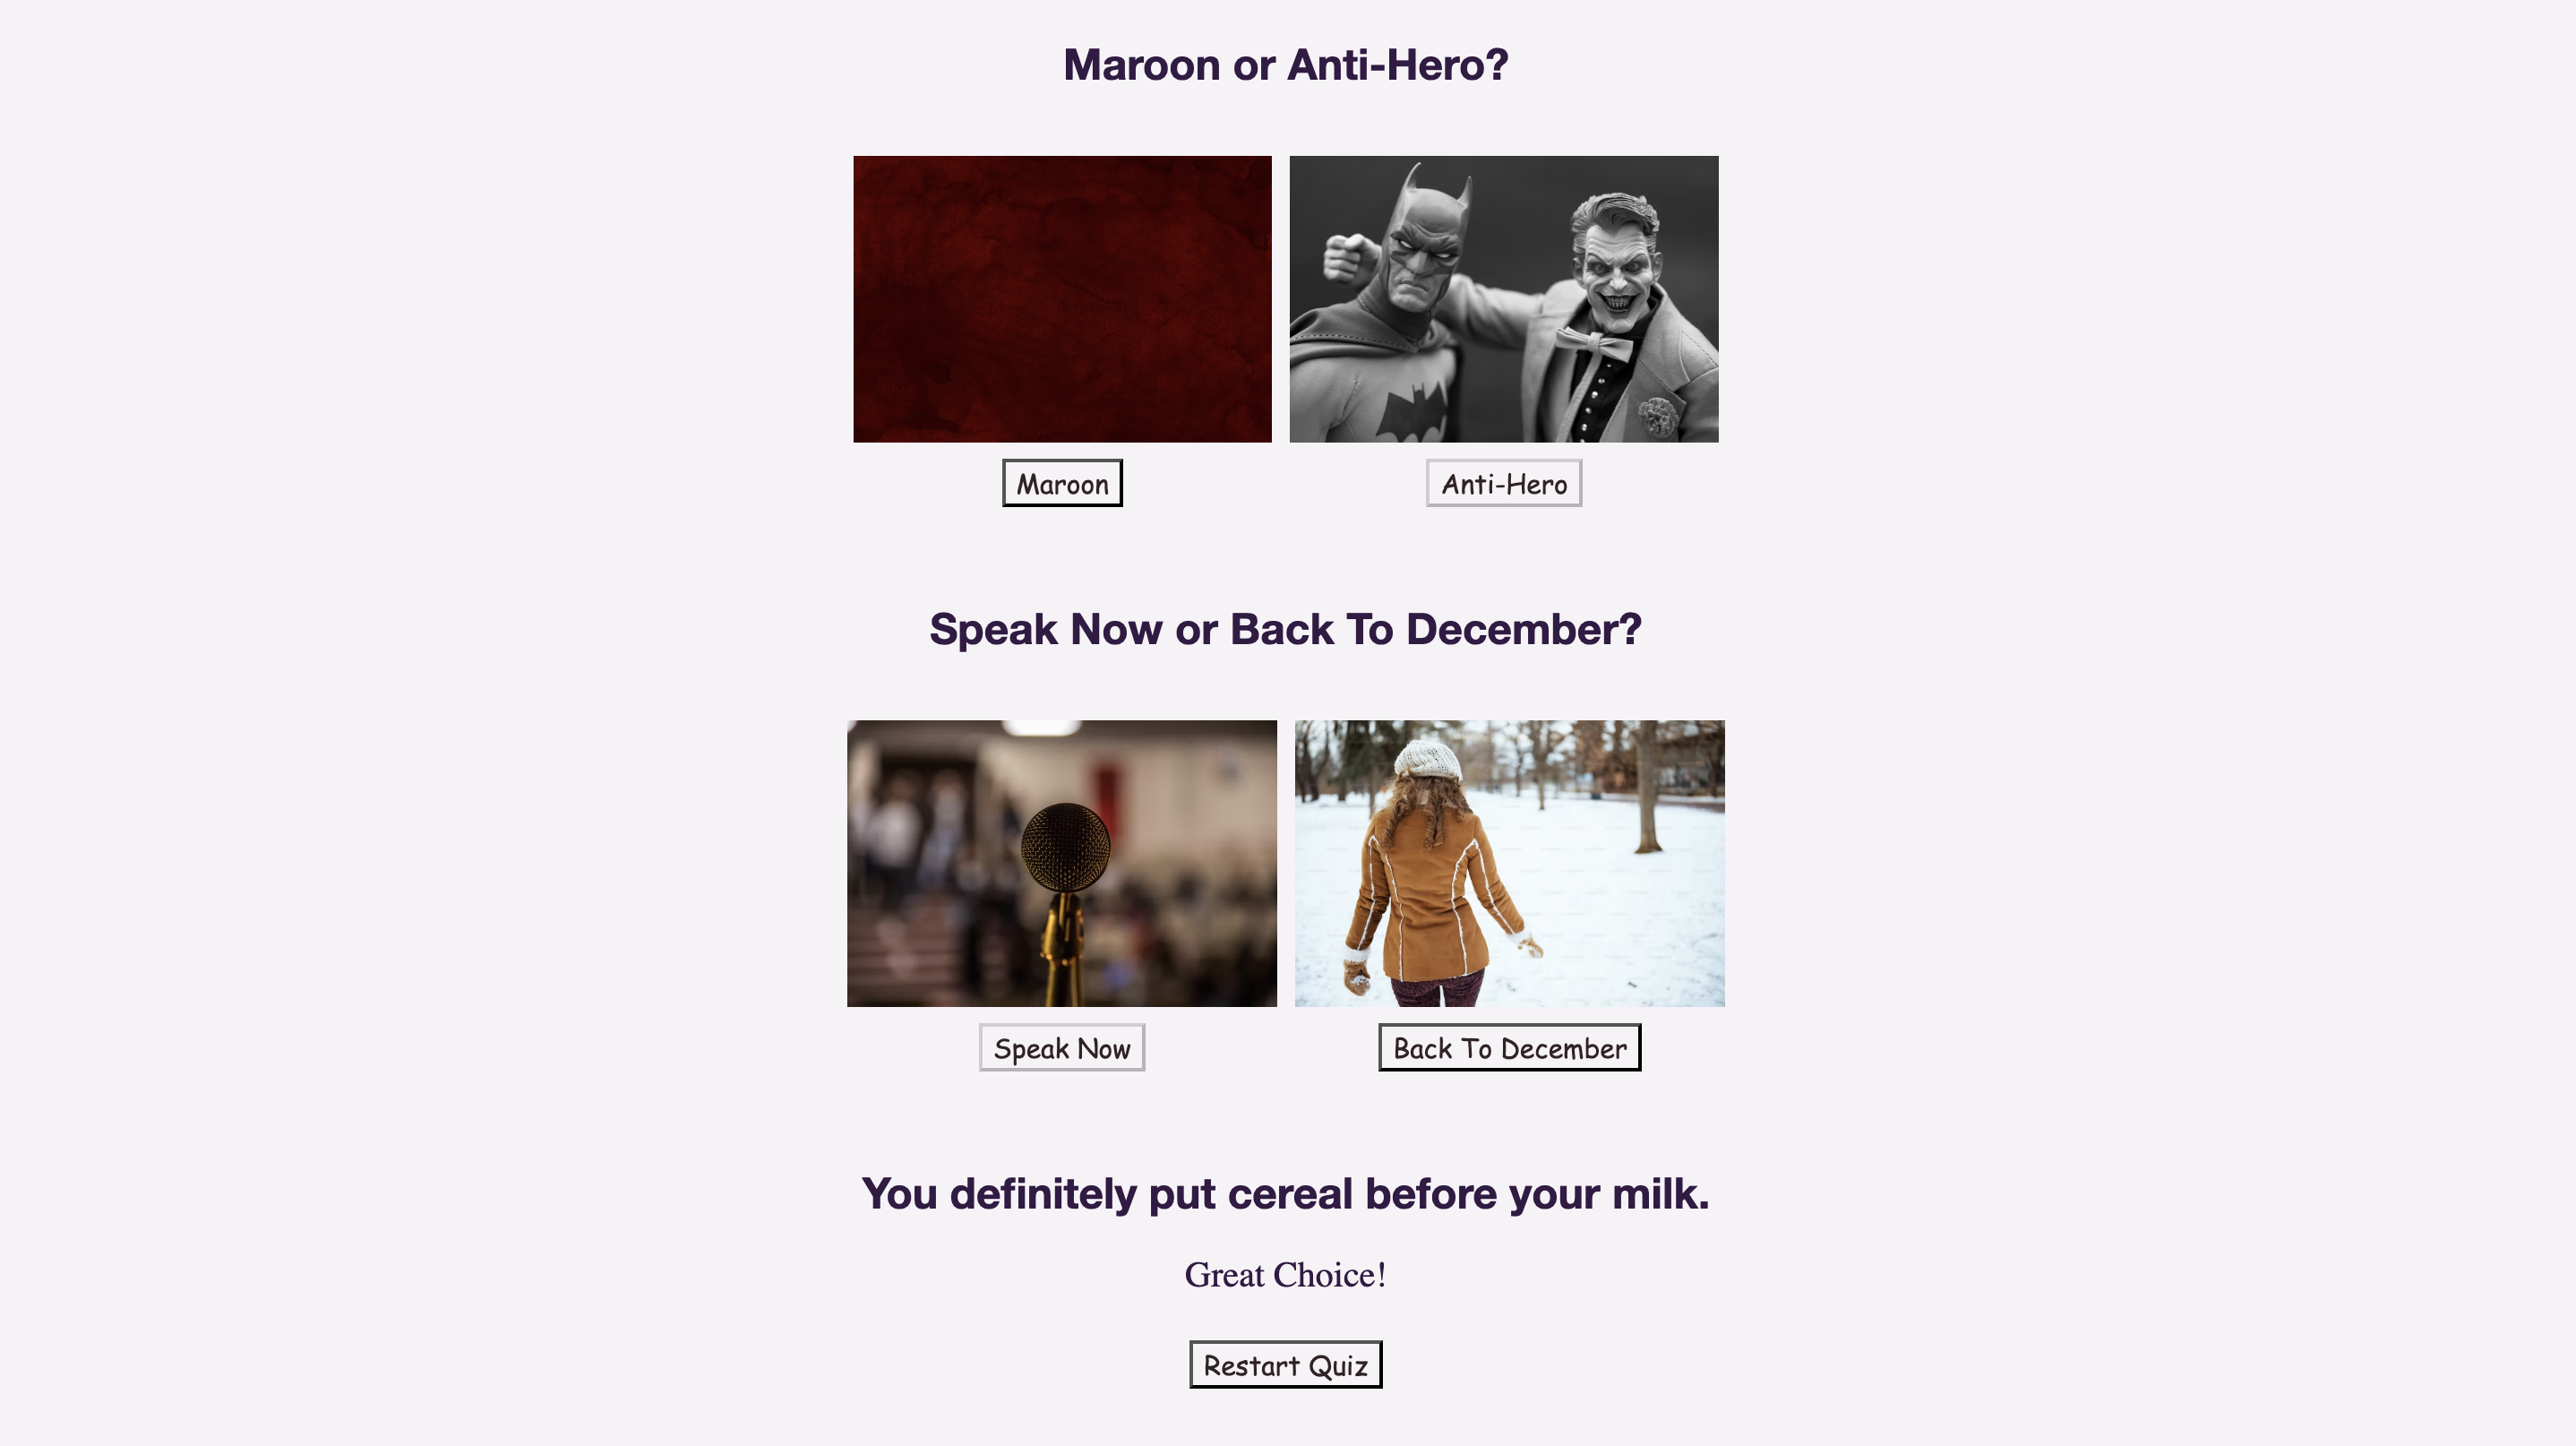 Maroon or Anti-Hero?
Maroon
Anti-Hero
Speak Now or Back To December?
Speak Now
Back To December
You definitely put cereal before your milk.
Great Choice!
Restart Quiz